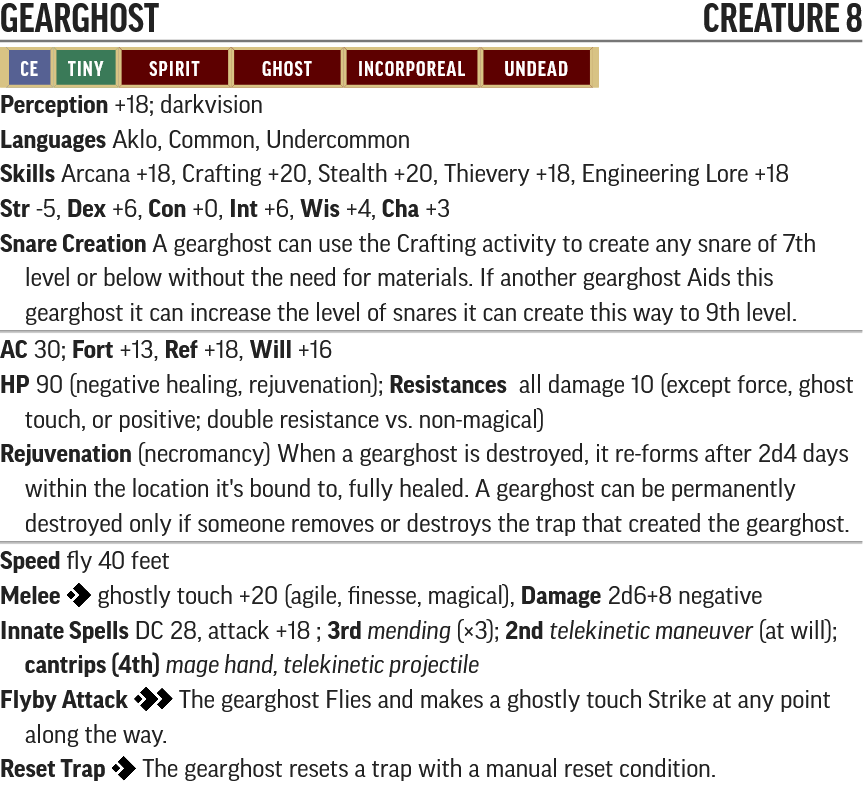 GEARGHOST CREATURE 8
CE TINY SPIRIT GHOST INCORPOREAL UNDEAD
Perception +18; darkvision
Languages Aklo, Common, Undercommon
Skills Arcana +18, Crafting +20, Stealth +20, Thievery +18, Engineering Lore +18
Str -5, Dex +6, Con +0, Int +6, Wis +4, Cha +3
Snare Creation A gearghost can use the Crafting activity to create any snare of 7th
level or below without the need for materials. If another gearghost Aids this
gearghost it can increase the level of snares it can create this way to 9th level.
AC 30; Fort +13, Ref +18, Will +16
HP 90 (negative healing, rejuvenation); Resistances all damage 10 (except force, ghost
touch, or positive; double resistance vs. non-magical)
Rejuvenation (necromancy) When a gearghost is destroyed, it re-forms after 2d4 days
within the location it's bound to, fully healed. A gearghost can be permanently
destroyed only if someone removes or destroys the trap that created the gearghost.
Speed fly 40 feet
Melee ghostly touch +20 (agile, finesse, magical), Damage 2d6+8 negative
Innate Spells DC 28, attack +18 ; 3rd mending (×3); 2nd telekinetic maneuver (at will);
cantrips (4th) mage hand, telekinetic projectile
Flyby Attack The gearghost Flies and makes a ghostly touch Strike at any point
along the way.
Reset Trap The gearghost resets a trap with a manual reset condition.